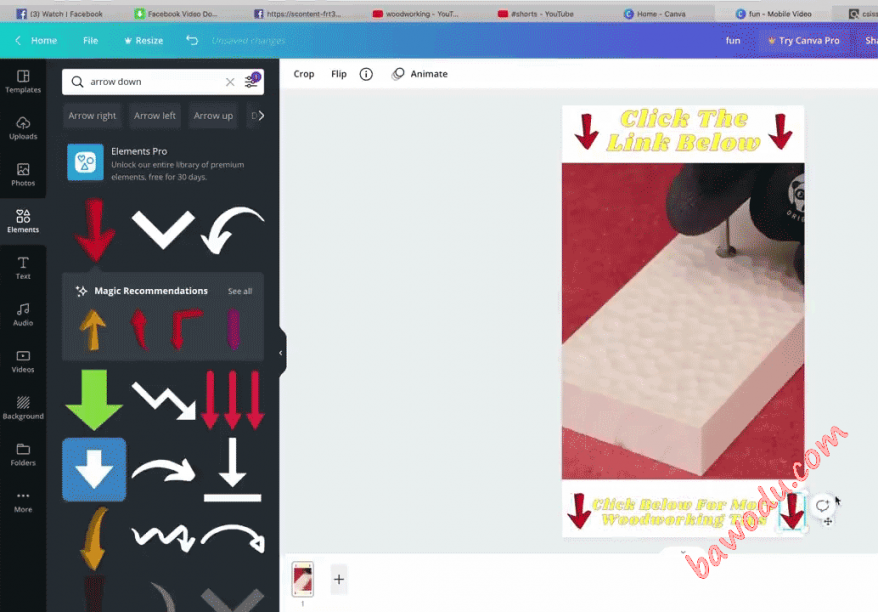 (3) Watch | Facebook
Facebook Video Do...
https://scontent-frt3...
woodworking - YouT...
#shorts - YouTube
Home - Canva
fun - Mobile Video
Home
File
Resize
Unsaved changes
fun
Try Canva Pro
Sha
Templates
Uploads
Photos
Elements
Text
Audio
Videos
Background
Folders
More
arrow down
1
Arrow right
Arrow left
Arrow up
D
Elements Pro
Unlock our entire library of premium
elements, free for 30 days.
Magic Recommendations
See all
Crop
Flip
Animate
Click The
Link Below
Click Below For More
Woodworking Tips
1
bawody.com